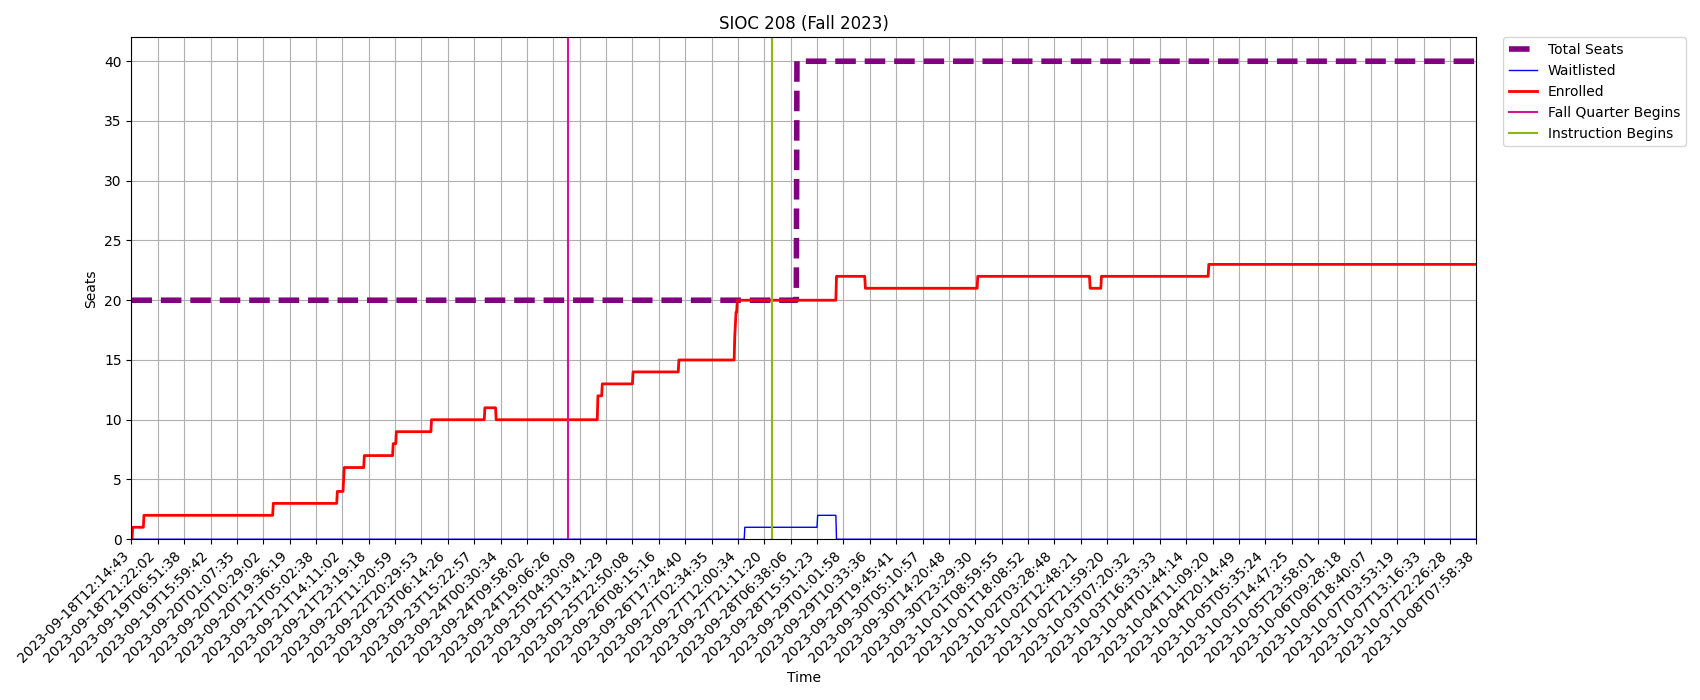 SIOC 208 (Fall 2023)
Total Seats
Waitlisted
Enrolled
Fall Quarter Begins
Instruction Begins
40
35
30
25
20
15
10
5
0
Seats
2023-09-18T12:14:43
2023-09-18T21:22:02
2023-09-19T06:51:38
2023-09-19T15:59:42
2023-09-20T01:07:35
2023-09-20T10:29:02
2023-09-20T19:36:19
2023-09-21T05:02:38
2023-09-21T14:11:02
2023-09-21T23:19:18
2023-09-22T11:20:59
2023-09-22T20:29:53
2023-09-23T06:14:26
2023-09-23T15:22:57
2023-09-24T00:30:34
2023-09-24T09:58:02
2023-09-24T19:06:26
2023-09-25T04:30:09
2023-09-25T13:41:29
2023-09-25T22:50:08
2023-09-26T08:15:16
2023-09-26T17:24:40
2023-09-27T02:34:35
2023-09-27T12:00:34
2023-09-27T21:11:20
2023-09-28T06:38:06
2023-09-28T15:51:23
2023-09-29T01:01:58
2023-09-29T10:33:36
2023-09-29T19:45:41
2023-09-30T05:10:57
2023-09-30T14:20:48
2023-09-30T23:29:30
2023-10-01T08:59:55
2023-10-01T18:08:52
2023-10-02T03:28:48
2023-10-02T12:48:21
2023-10-02T21:59:20
2023-10-03T07:20:32
2023-10-03T16:33:33
2023-10-04T01:44:14
2023-10-04T11:09:20
2023-10-04T20:14:49
2023-10-05T05:35:24
2023-10-05T14:47:25
2023-10-05T23:58:01
2023-10-06T09:28:18
2023-10-06T18:40:07
2023-10-07T03:53:19
2023-10-07T13:16:33
2023-10-07T22:26:28
2023-10-08T07:58:38
Time